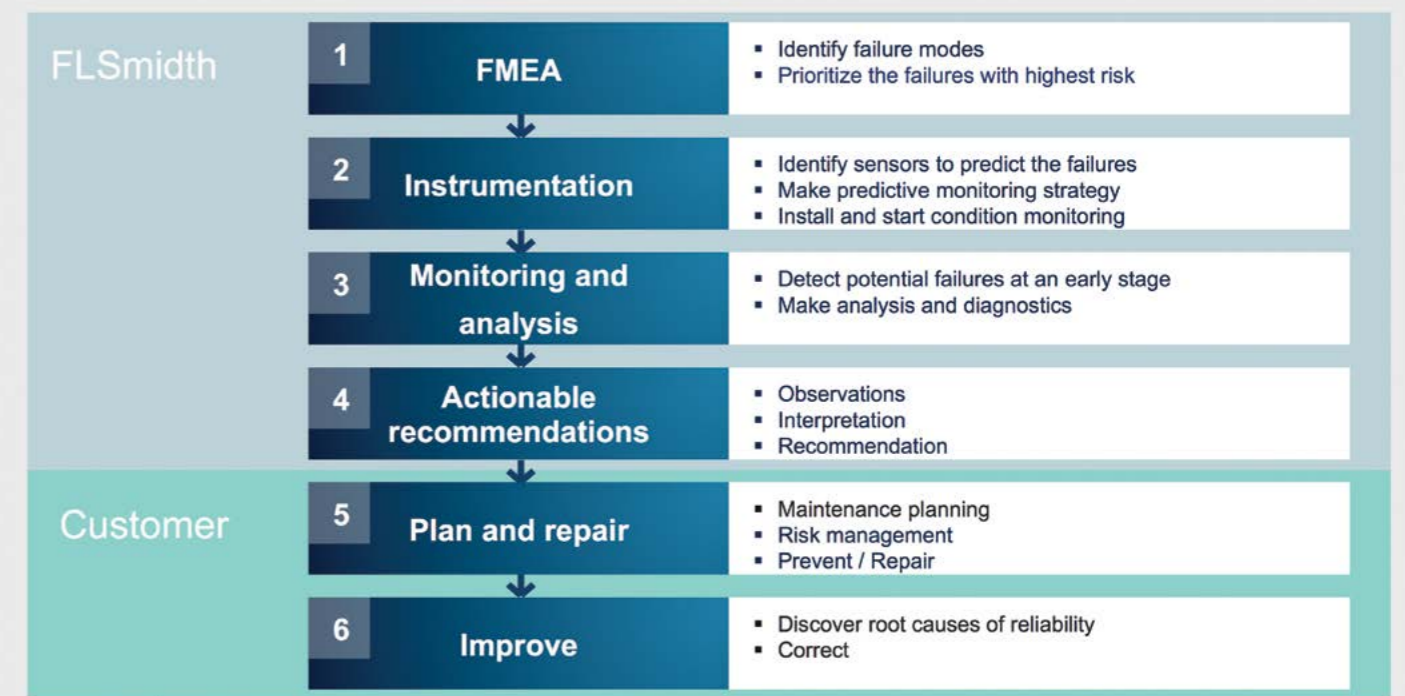 FLSmidth
1
FMEA
▪ Identify failure modes
▪ Prioritize the failures with highest risk
2
Instrumentation
▪ Identify sensors to predict the failures
▪ Make predictive monitoring strategy
▪ Install and start condition monitoring
3
Monitoring and
analysis
▪ Detect potential failures at an early stage
▪ Make analysis and diagnostics
4
Actionable
recommendations
▪ Observations
▪ Interpretation
▪ Recommendation
Customer
5
Plan and repair
▪ Maintenance planning
▪ Risk management
▪ Prevent / Repair
6
Improve
▪ Discover root causes of reliability
▪ Correct